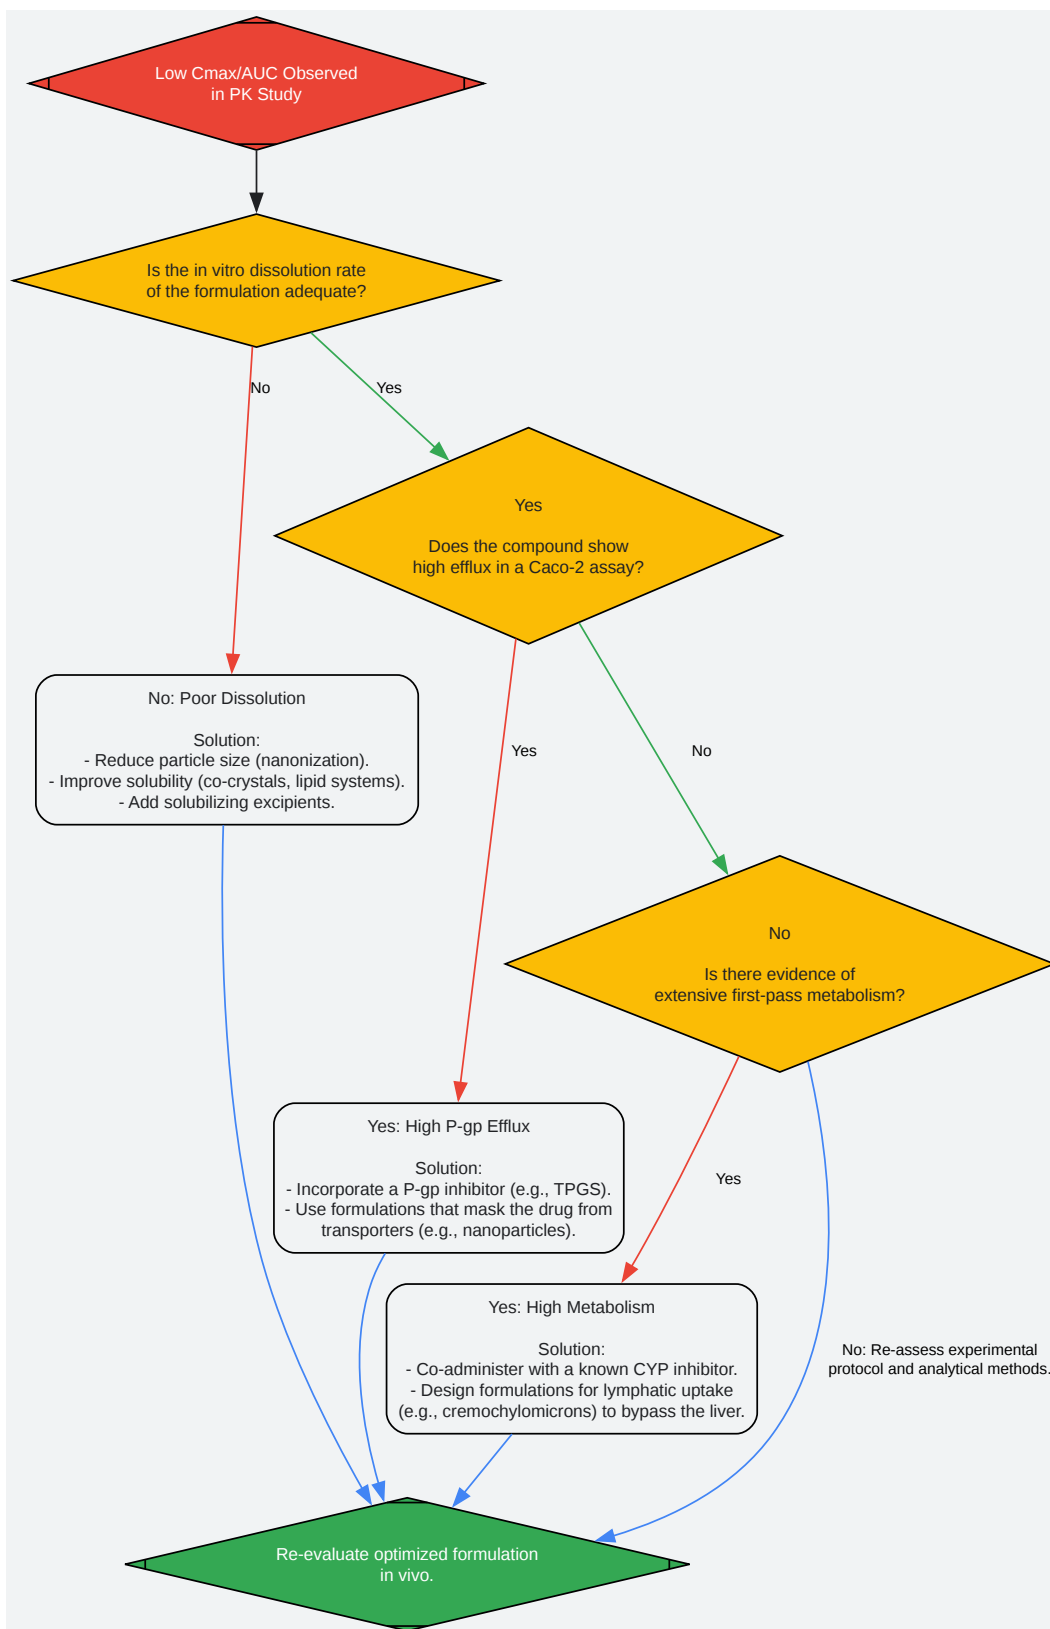 Low Cmax/AUC Observed
in PK Study
Is the in vitro dissolution rate
of the formulation adequate?
No
Yes
Yes
Does the compound show
high efflux in a Caco-2 assay?
No: Poor Dissolution
Solution:
- Reduce particle size (nanonization).
- Improve solubility (co-crystals, lipid systems).
- Add solubilizing excipients.
Yes
No
No
Is there evidence of
extensive first-pass metabolism?
Yes: High P-gp Efflux
Solution:
- Incorporate a P-gp inhibitor (e.g., TPGS).
- Use formulations that mask the drug from
transporters (e.g., nanoparticles).
Yes
Yes: High Metabolism
Solution:
- Co-administer with a known CYP inhibitor.
- Design formulations for lymphatic uptake
(e.g., cremochylomicrons) to bypass the liver.
No: Re-assess experimental
protocol and analytical methods.
Re-evaluate optimized formulation
in vivo.